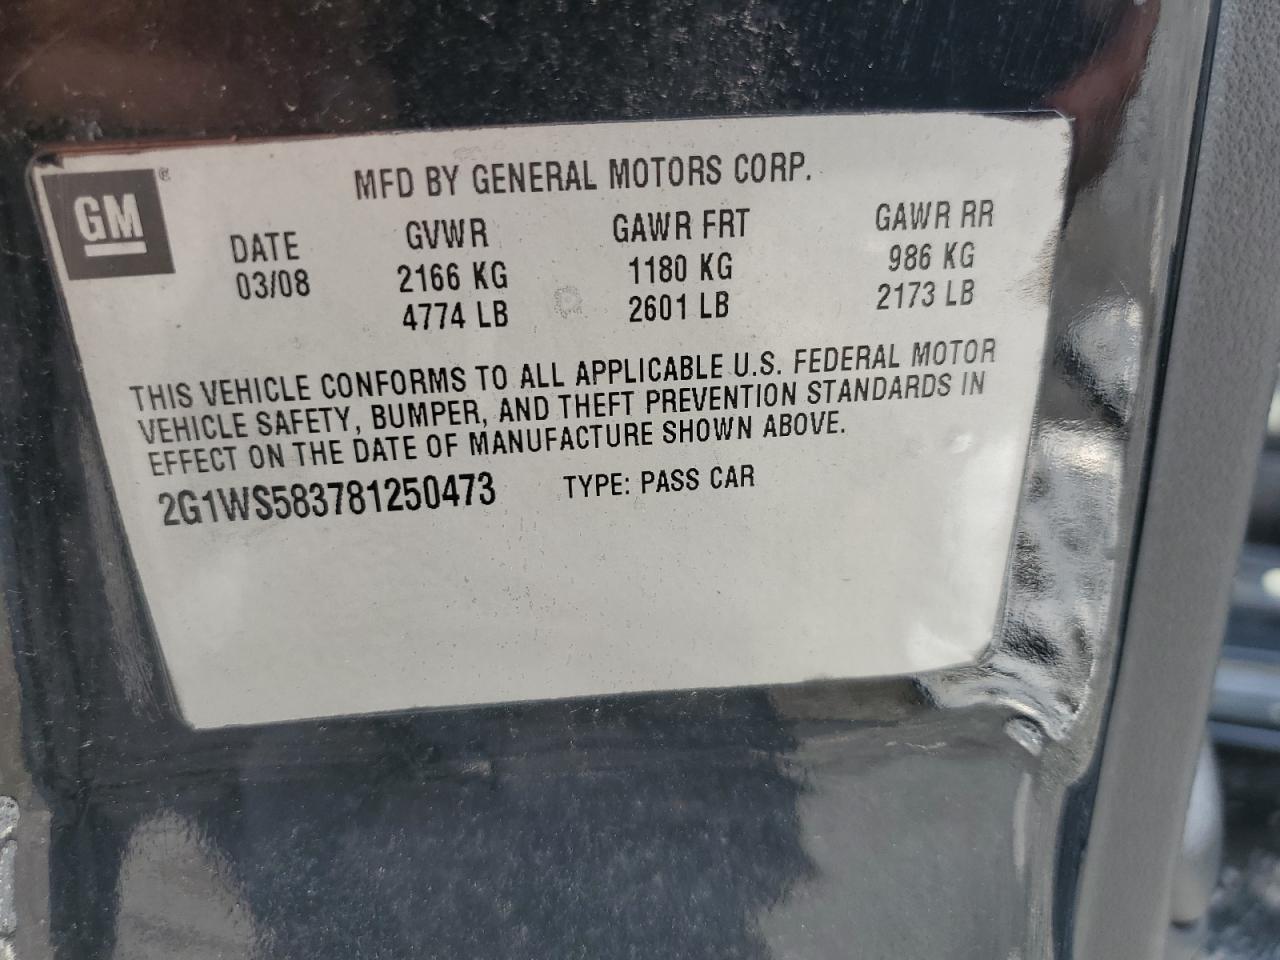 GM®
MFD BY GENERAL MOTORS CORP.
DATE GVWR GAWR FRT GAWR RR
03/08 2166 KG 1180 KG 986 KG
4774 LB 2601 LB 2173 LB
THIS VEHICLE CONFORMS TO ALL APPLICABLE U.S. FEDERAL MOTOR
VEHICLE SAFETY, BUMPER, AND THEFT PREVENTION STANDARDS IN
EFFECT ON THE DATE OF MANUFACTURE SHOWN ABOVE.
2G1WS583781250473 TYPE: PASS CAR